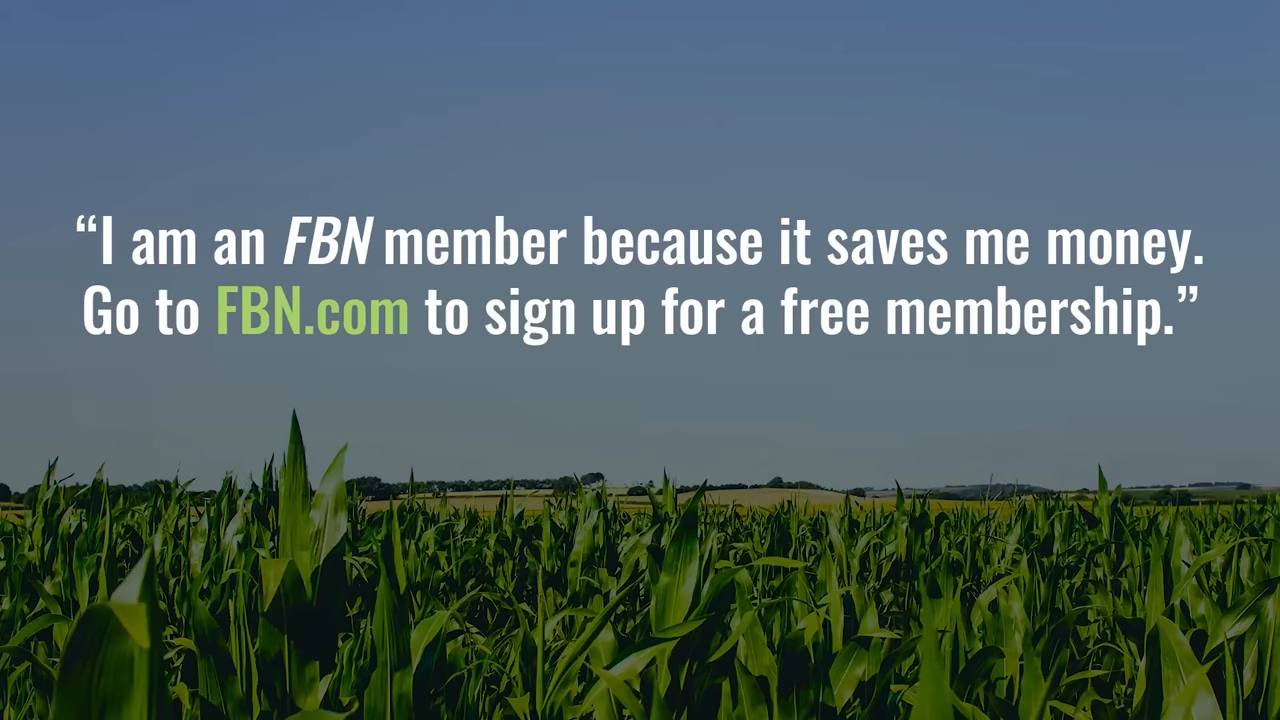 “I am an FBN member because it saves me money.
Go to FBN.com to sign up for a free membership.”